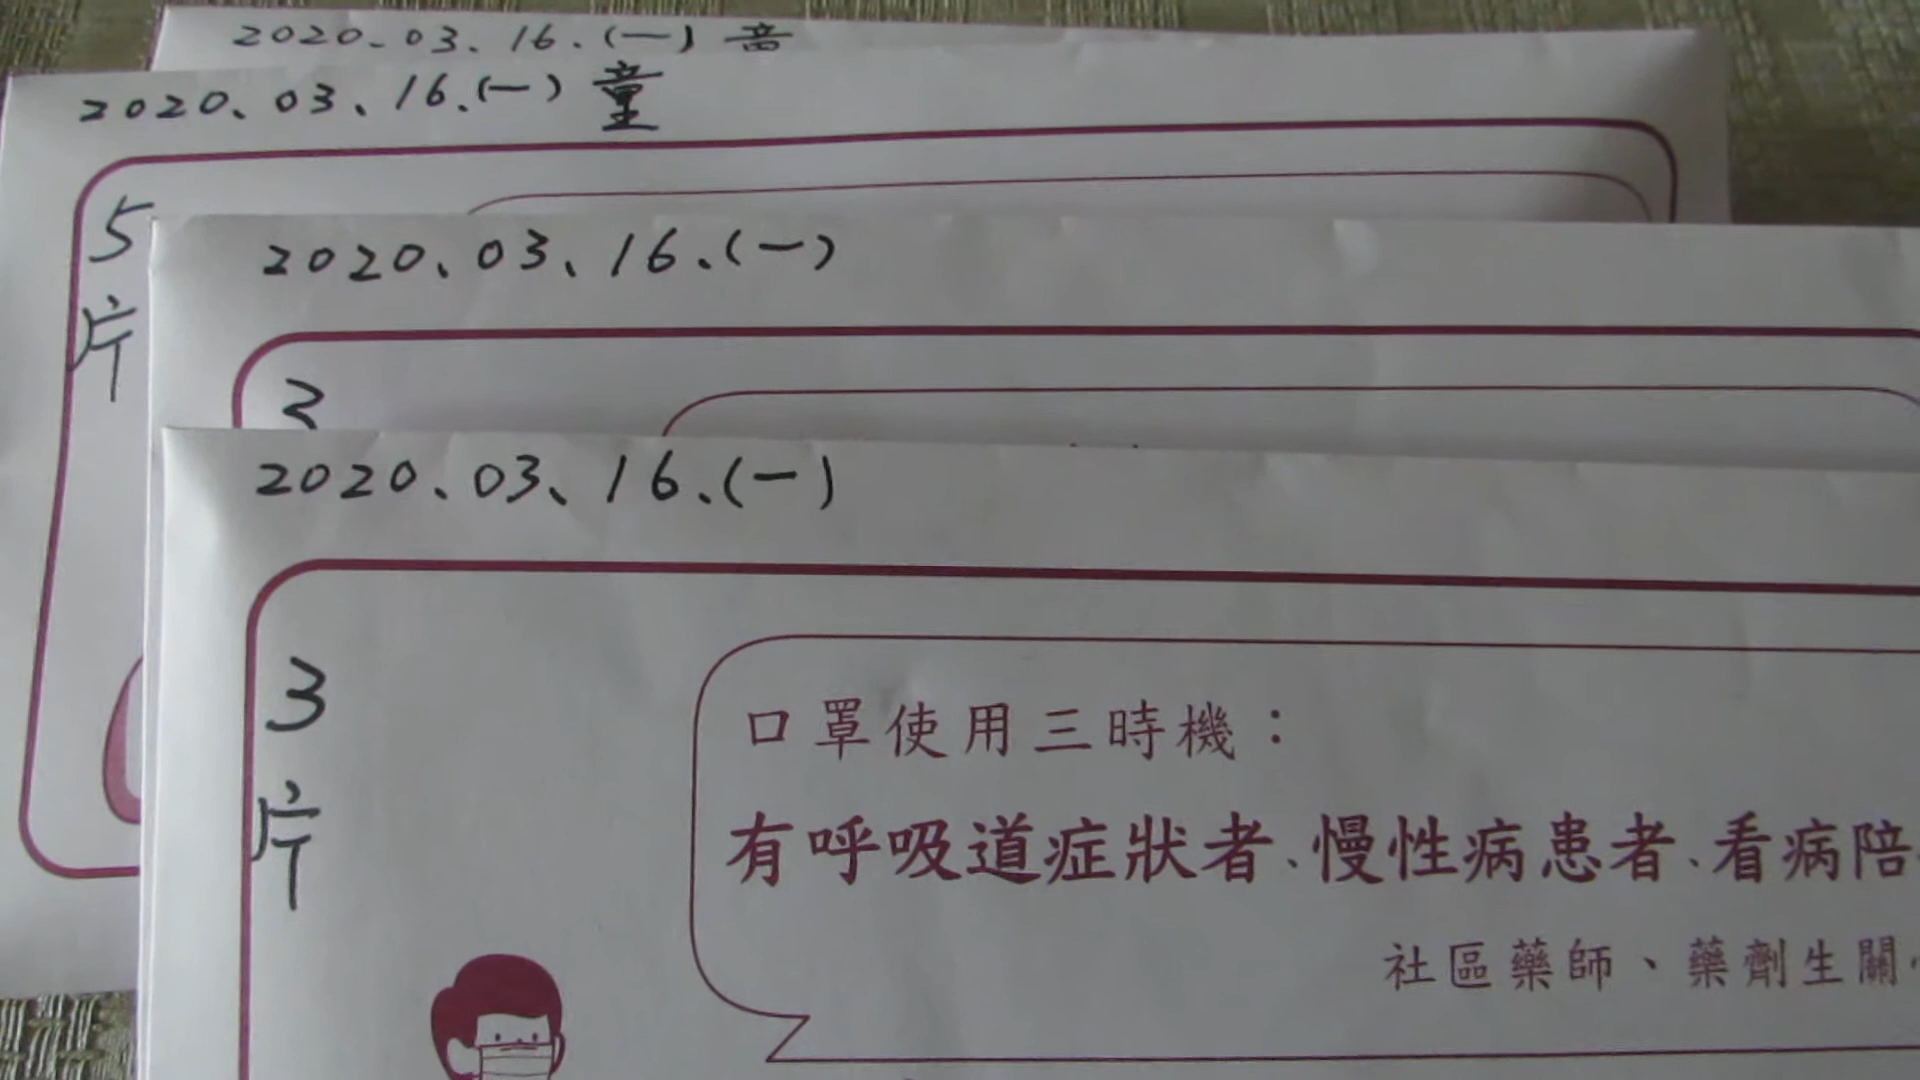 2020.03、16.(一)
2020、03、16.(一) 童
5
片
2020、03、16、(一)
3
2020、03、16、(一)
3
片
口罩使用三時機：
有呼吸道症狀者、慢性病患者、看病陪
社區藥師、藥劑生關